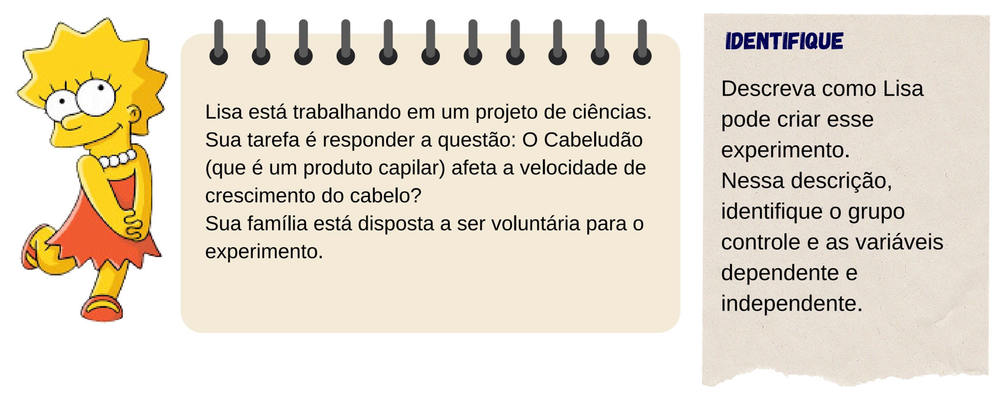 Lisa está trabalhando em um projeto de ciências.
Sua tarefa é responder a questão: O Cabeludão
(que é um produto capilar) afeta a velocidade de
crescimento do cabelo?
Sua família está disposta a ser voluntária para o
experimento.
IDENTIFIQUE
Descreva como Lisa
pode criar esse
experimento.
Nessa descrição,
identifique o grupo
controle e as variáveis
dependente e
independente.